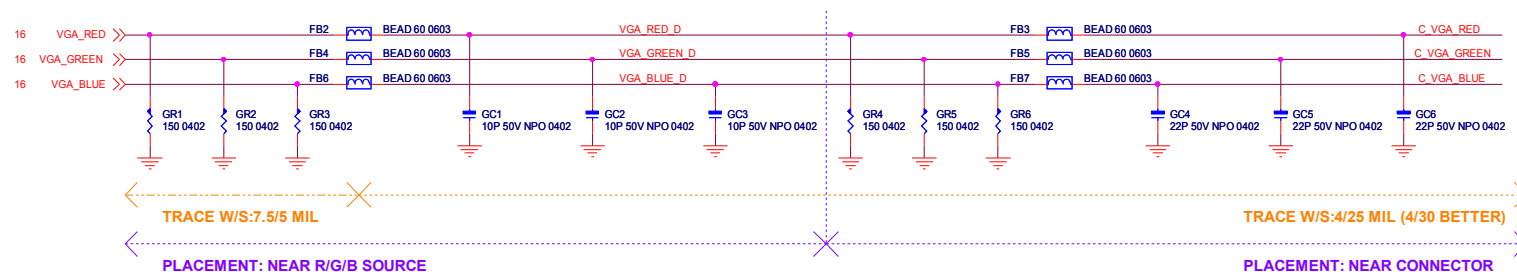 16 VGA_RED FB2 BEAD 60 0603 VGA_RED_D FB3 BEAD 60 0603 C_VGA_RED
16 VGA_GREEN FB4 BEAD 60 0603 VGA_GREEN_D FB5 BEAD 60 0603 C_VGA_GREEN
16 VGA_BLUE FB6 BEAD 60 0603 VGA_BLUE_D FB7 BEAD 60 0603 C_VGA_BLUE
GR1 GR2 GR3 GC1 GC2 GC3 GR4 GR5 GR6 GC4 GC5 GC6
150 0402 150 0402 150 0402 10P 50V NPO 0402 10P 50V NPO 0402 10P 50V NPO 0402 150 0402 150 0402 150 0402 22P 50V NPO 0402 22P 50V NPO 0402 22P 50V NPO 0402
TRACE W/S:7.5/5 MIL TRACE W/S:4/25 MIL (4/30 BETTER)
PLACEMENT: NEAR R/G/B SOURCE PLACEMENT: NEAR CONNECTOR